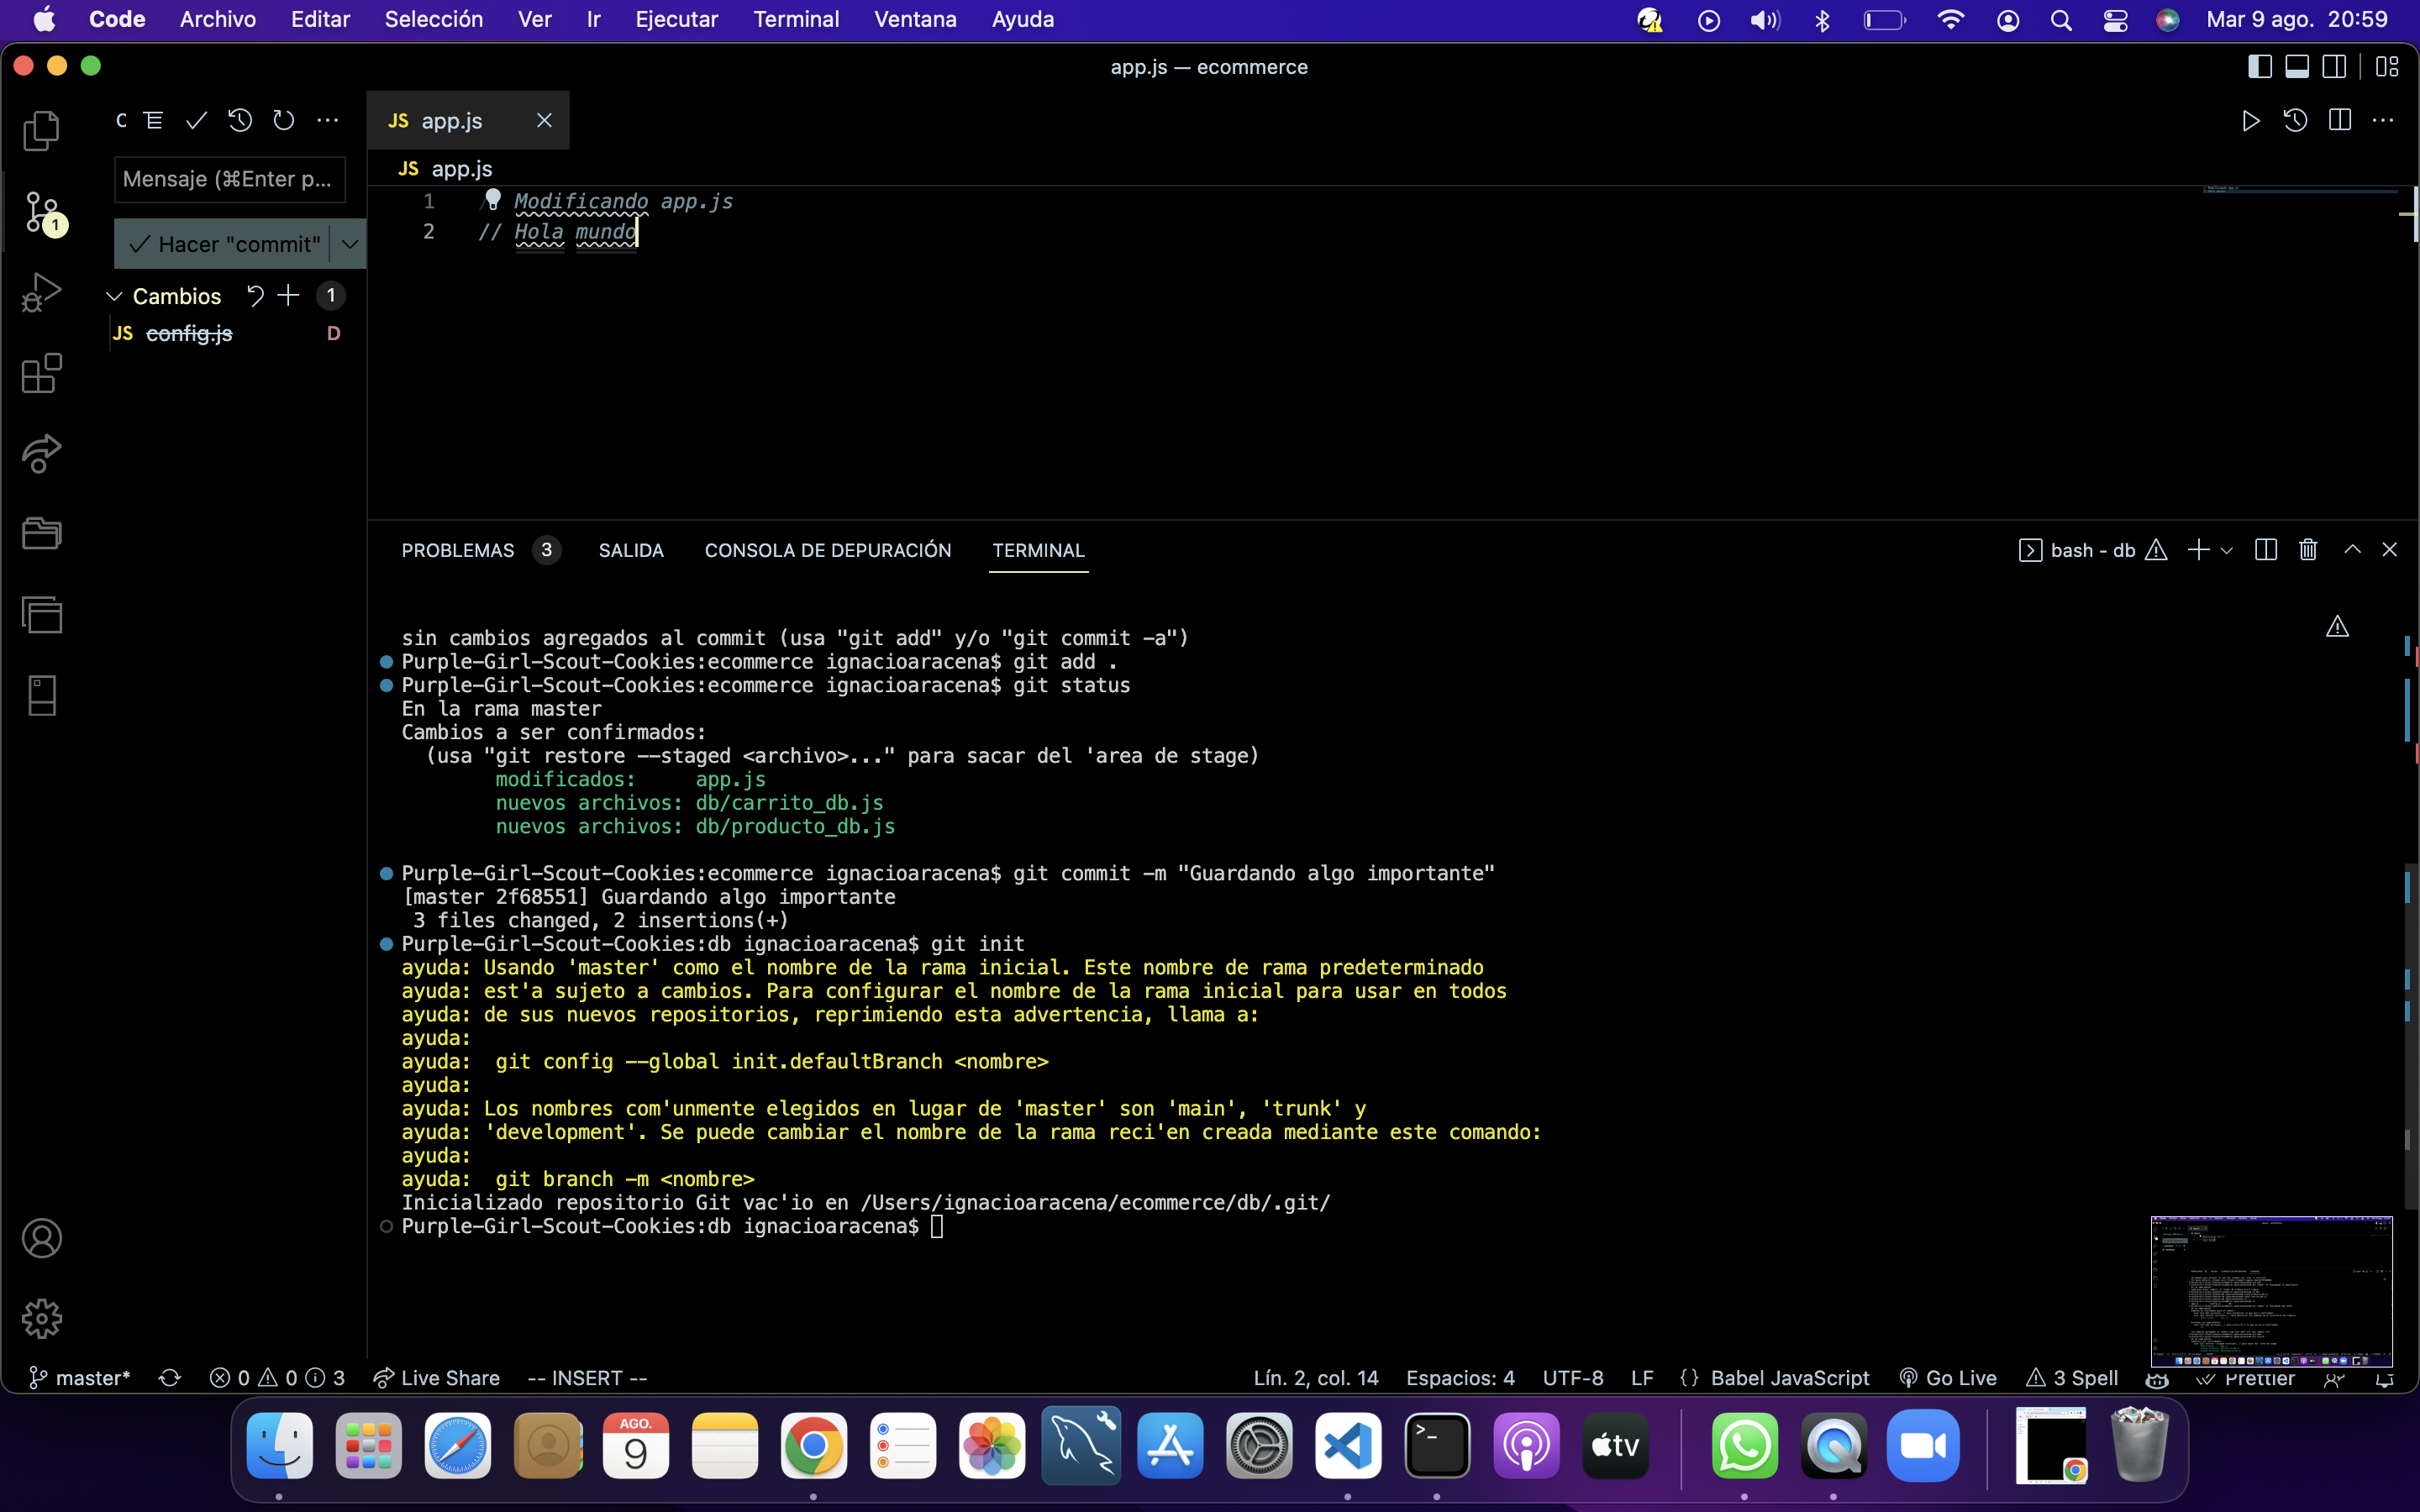 Code Archivo Editar Selección Ver Ir Ejecutar Terminal Ventana Ayuda Mar 9 ago. 20:59
app.js — ecommerce
C
JS app.js
JS app.js
Mensaje (⌘Enter p...
Hacer "commit"
Cambios 1
JS config.js D
1
1 // Modificando app.js
2 // Hola mundo
PROBLEMAS 3 SALIDA CONSOLA DE DEPURACIÓN TERMINAL bash - db
sin cambios agregados al commit (usa "git add" y/o "git commit -a")
Purple-Girl-Scout-Cookies:ecommerce ignacioaracena$ git add .
Purple-Girl-Scout-Cookies:ecommerce ignacioaracena$ git status
En la rama master
Cambios a ser confirmados:
(usa "git restore --staged <archivo>..." para sacar del 'area de stage)
modificados: app.js
nuevos archivos: db/carrito_db.js
nuevos archivos: db/producto_db.js
Purple-Girl-Scout-Cookies:ecommerce ignacioaracena$ git commit -m "Guardando algo importante"
[master 2f68551] Guardando algo importante
3 files changed, 2 insertions(+)
Purple-Girl-Scout-Cookies:db ignacioaracena$ git init
ayuda: Usando 'master' como el nombre de la rama inicial. Este nombre de rama predeterminado
ayuda: est'a sujeto a cambios. Para configurar el nombre de la rama inicial para usar en todos
ayuda: de sus nuevos repositorios, reprimiendo esta advertencia, llama a:
ayuda:
ayuda: git config --global init.defaultBranch <nombre>
ayuda:
ayuda: Los nombres com'unmente elegidos en lugar de 'master' son 'main', 'trunk' y
ayuda: 'development'. Se puede cambiar el nombre de la rama reci'en creada mediante este comando:
ayuda:
ayuda: git branch -m <nombre>
Inicializado repositorio Git vac'io en /Users/ignacioaracena/ecommerce/db/.git/
Purple-Girl-Scout-Cookies:db ignacioaracena$
master* 0 0 3 Live Share -- INSERT -- Lín. 2, col. 14 Espacios: 4 UTF-8 LF {} Babel JavaScript Go Live 3 Spell Prettier
AGO.
9
tv